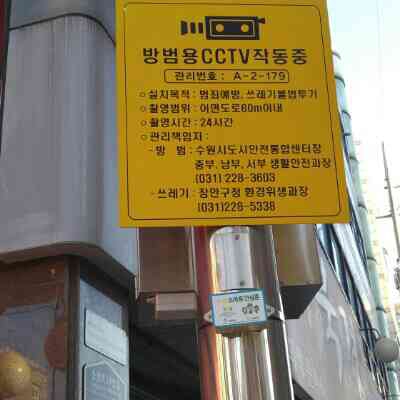 방범용CCTV작동중
관리번호 : A-2-179
○설치목적 : 범죄예방, 쓰레기불법투기
○촬영범위 : 이면도로60m이내
○촬영시간 : 24시간
○관리책임자 :
- 방 범 : 수원시도시안전통합센터장
중부, 남부, 서부 생활안전과장
(031) 228-3603
- 쓰레기 : 장안구청 환경위생과장
(031)228-5338